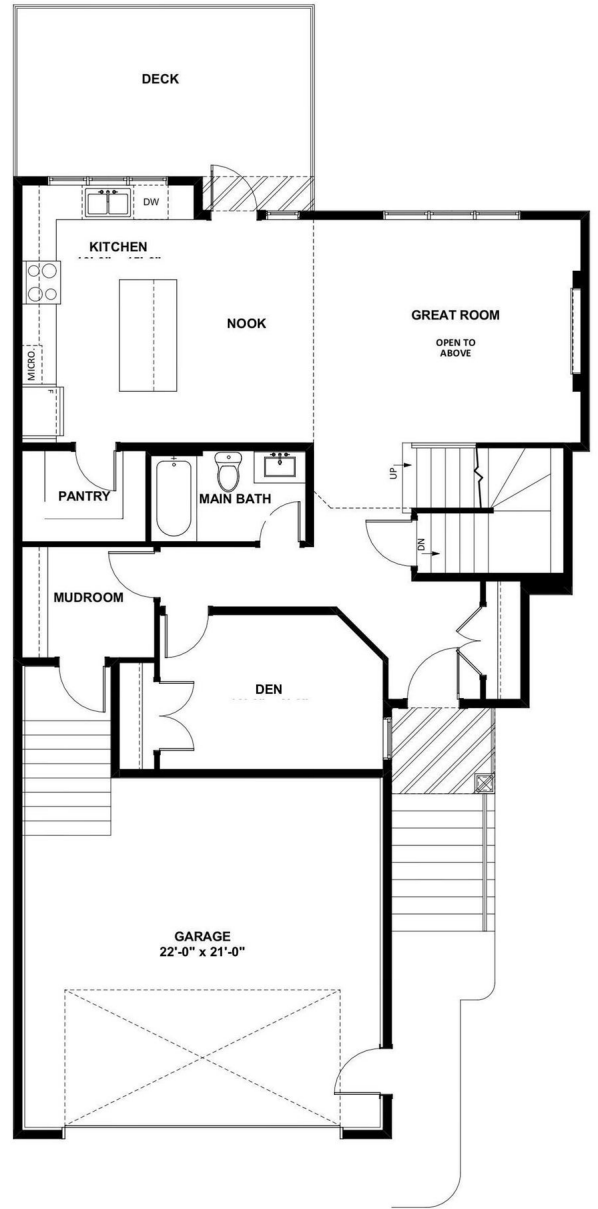 DECK
DW
KITCHEN
NOOK
GREAT ROOM
OPEN TO
ABOVE
MICRO.
F
UP
PANTRY
MAIN BATH
DN
MUDROOM
DEN
GARAGE
22'-0" x 21'-0"